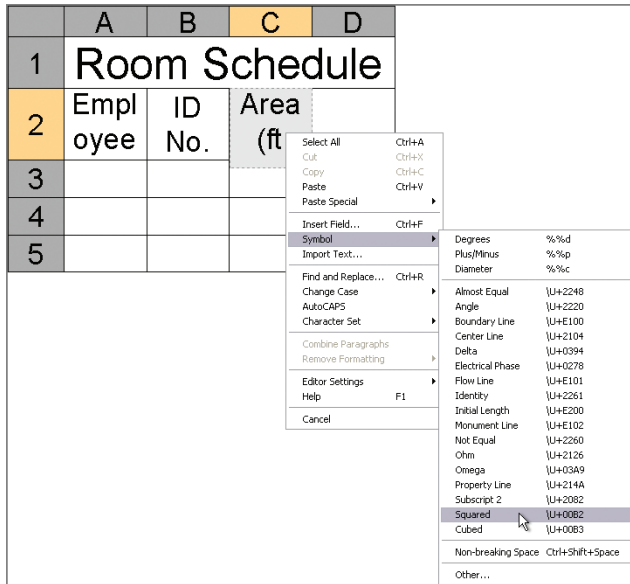 A B C D
1 Room Schedule
2 Empl
oyee ID
No. Area
(ft
3
4
5
Select All Ctrl+A
Cut Ctrl+X
Copy Ctrl+C
Paste Ctrl+V
Paste Special
Insert Field... Ctrl+F
Symbol
Import Text...
Find and Replace... Ctrl+R
Change Case
AutoCAPS
Character Set
Combine Paragraphs
Remove Formatting
Editor Settings
Help F1
Cancel
Degrees %%d
Plus/Minus %%p
Diameter %%c
Almost Equal \U+2248
Angle \U+2220
Boundary Line \U+E100
Center Line \U+2104
Delta \U+0394
Electrical Phase \U+0278
Flow Line \U+E101
Identity \U+2261
Initial Length \U+E200
Monument Line \U+E102
Not Equal \U+2260
Ohm \U+2126
Omega \U+03A9
Property Line \U+214A
Subscript 2 \U+2082
Squared \U+00B2
Cubed \U+00B3
Non-breaking Space Ctrl+Shift+Space
Other...